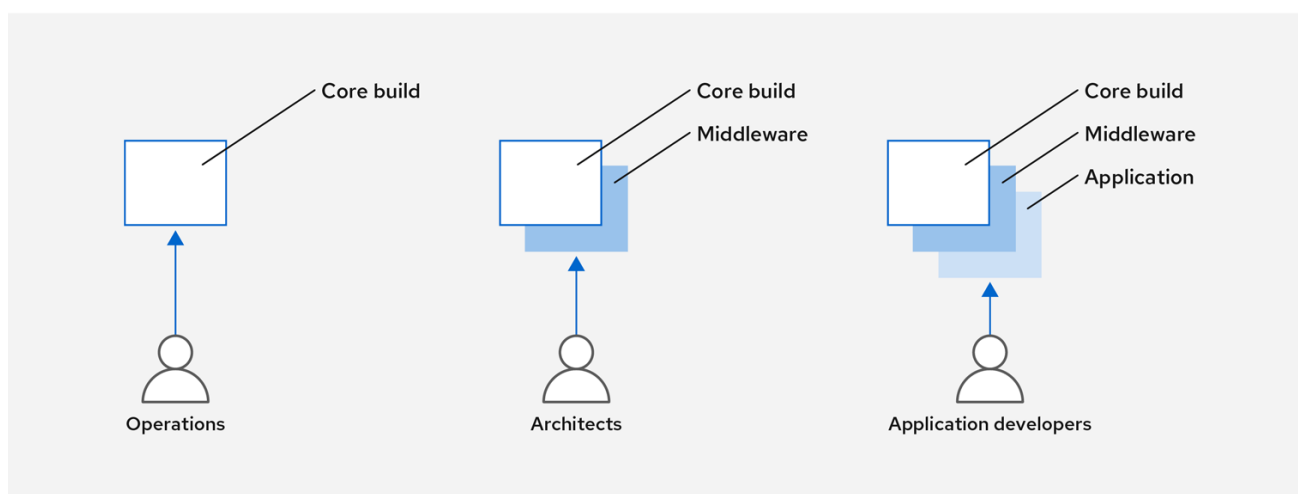 Core build
Core build
Middleware
Core build
Middleware
Application
Operations
Architects
Application developers